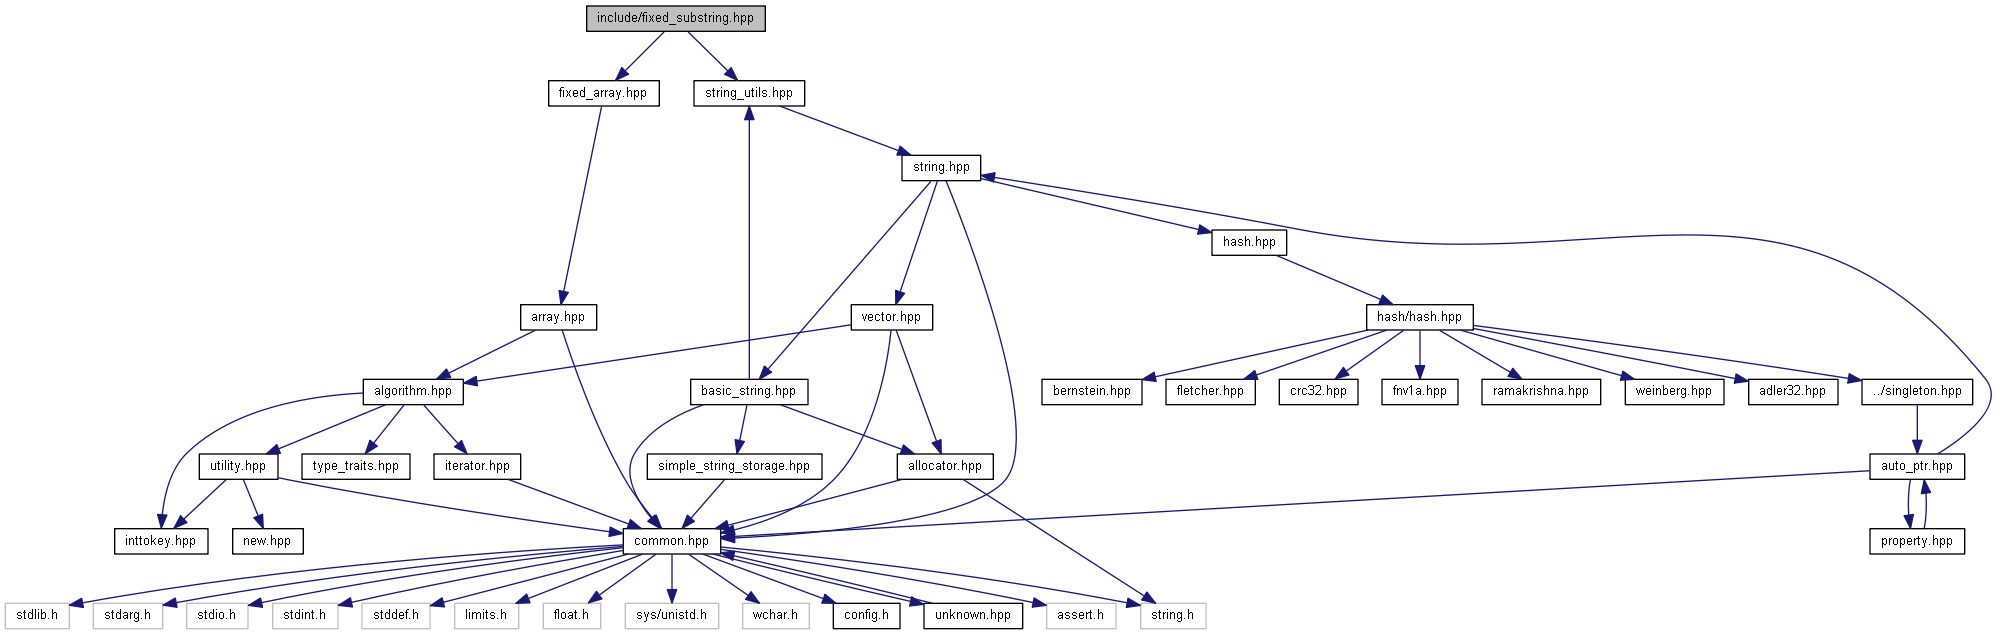 include/fixed_substring.hpp
fixed_array.hpp
string_utils.hpp
string.hpp
hash.hpp
array.hpp
vector.hpp
hash/hash.hpp
algorithm.hpp
basic_string.hpp
bernstein.hpp
fletcher.hpp
crc32.hpp
fnv1a.hpp
ramakrishna.hpp
weinberg.hpp
adler32.hpp
../singleton.hpp
utility.hpp
type_traits.hpp
iterator.hpp
simple_string_storage.hpp
allocator.hpp
auto_ptr.hpp
inttokey.hpp
new.hpp
common.hpp
property.hpp
stdlib.h
stdarg.h
stdio.h
stdint.h
stddef.h
limits.h
float.h
sys/unistd.h
wchar.h
config.h
unknown.hpp
assert.h
string.h